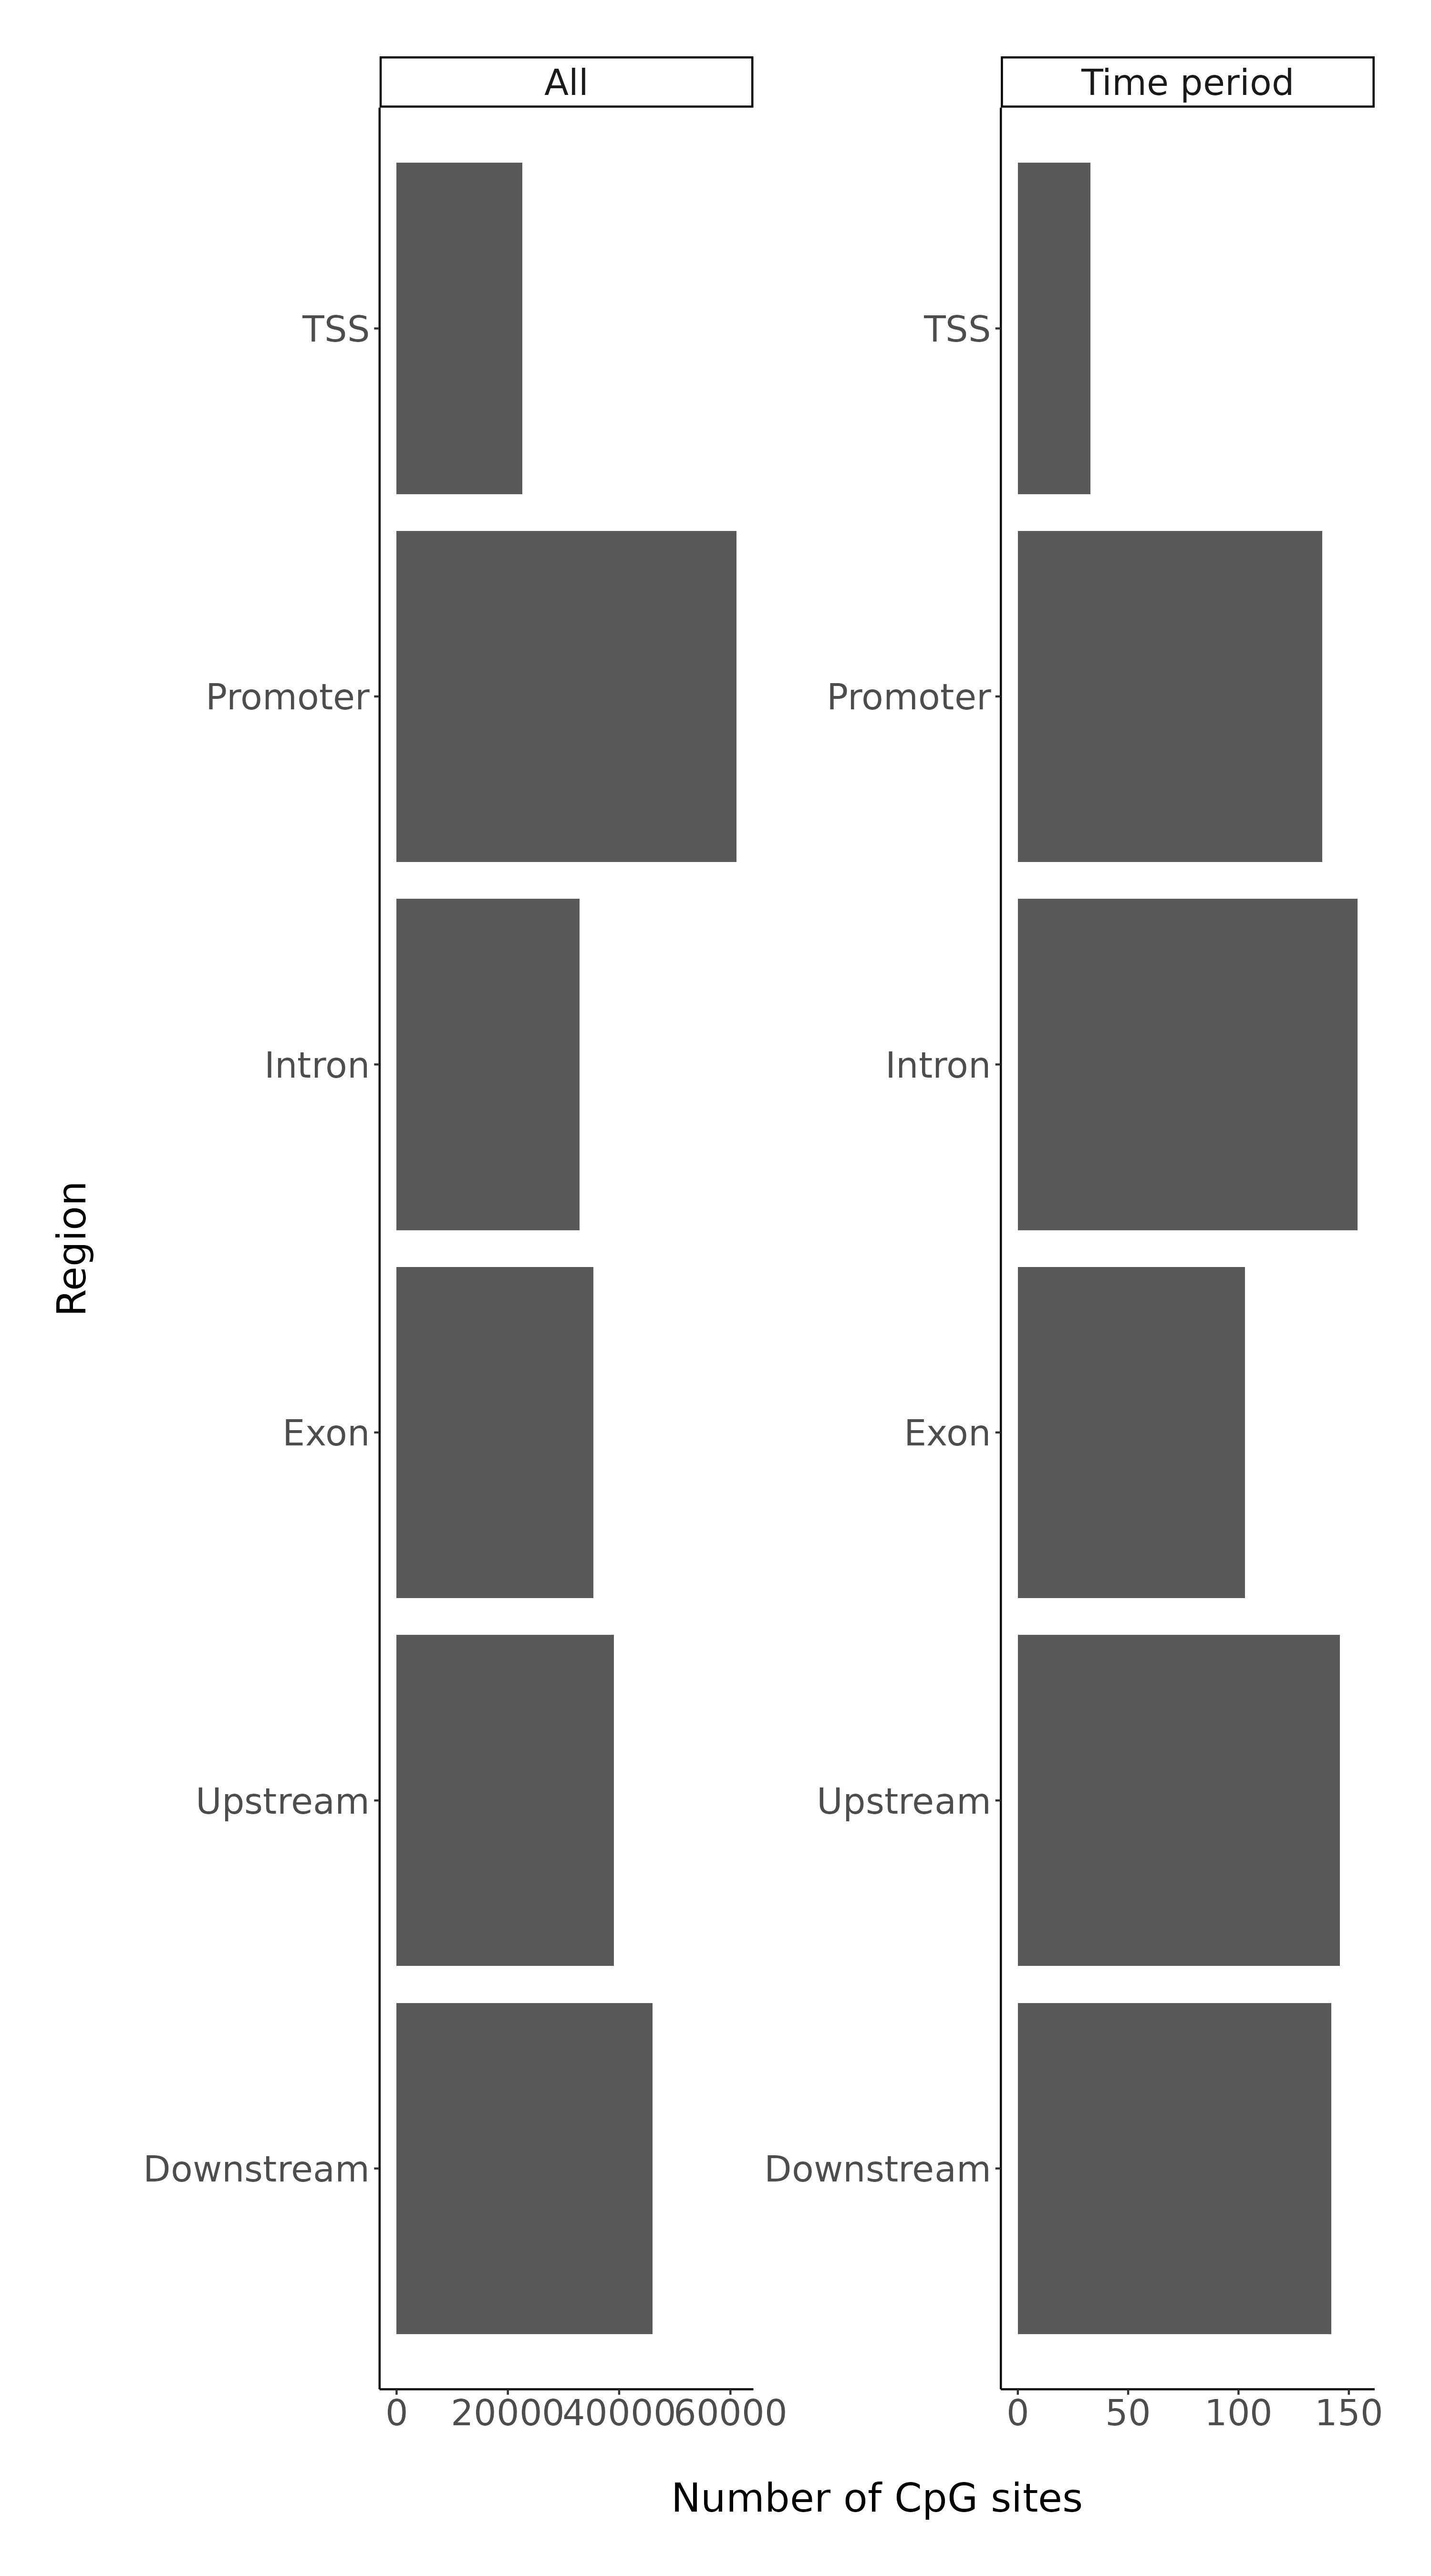 All
Time period
TSS
Promoter
Intron
Exon
Upstream
Downstream
TSS
Promoter
Intron
Exon
Upstream
Downstream
Region
0 20000 40000 60000
0 50 100 150
Number of CpG sites